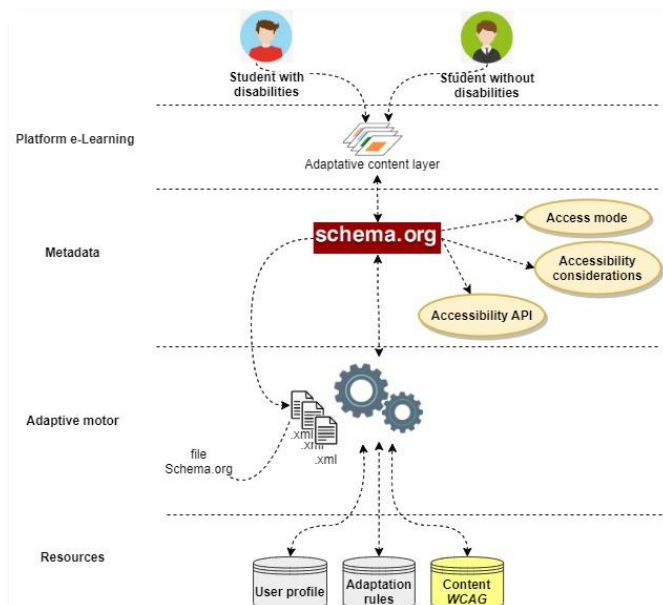 Student with
disabilities
Student without
disabilities
Platform e-Learning
Adaptative content layer
Metadata
schema.org
Access mode
Accessibility
considerations
Accessibility API
Adaptive motor
.xml
.xml
.xml
file
Schema.org
Resources
User profile
Adaptation
rules
Content
WCAG